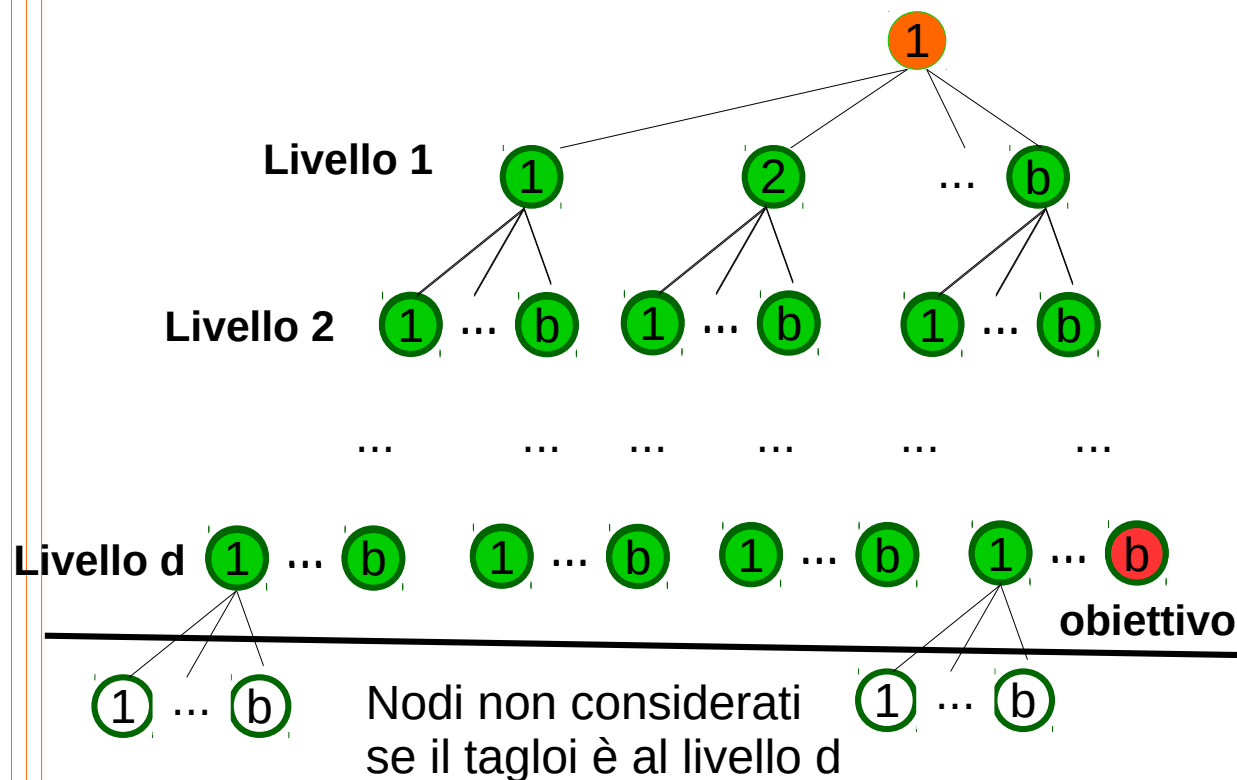 1
Livello 1 1 2 ... b
Livello 2 1 ... b 1 ... b 1 ... b
... ... ... ... ... ...
Livello d 1 ... b 1 ... b 1 ... b 1 ... b
obiettivo
1 ... b Nodi non considerati 1 ... b
se il tagloi è al livello d